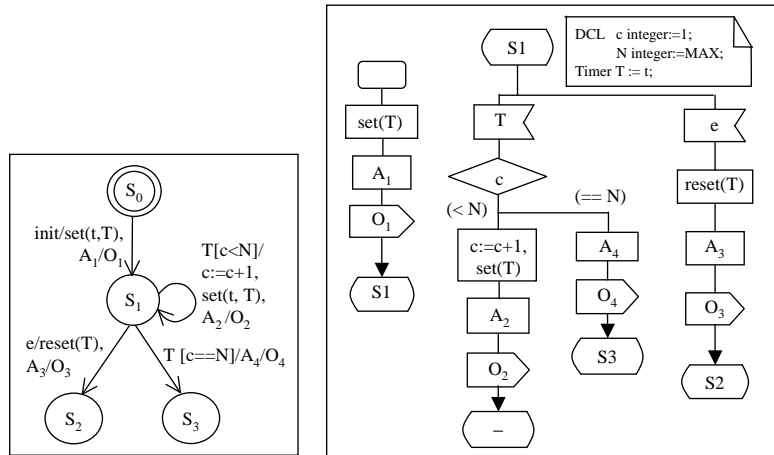 S₀
init/set(t,T),
A₁/O₁
T[c<N]/
c:=c+1,
set(t, T),
A₂/O₂
S₁
e/reset(T),
A₃/O₃
T [c==N]/A₄/O₄
S₂
S₃
DCL c integer:=1;
N integer:=MAX;
Timer T := t;
set(T)
A₁
O₁
S1
S1
T
c
(< N)
(== N)
c:=c+1,
set(T)
A₂
O₂
–
A₄
O₄
S3
e
reset(T)
A₃
O₃
S2